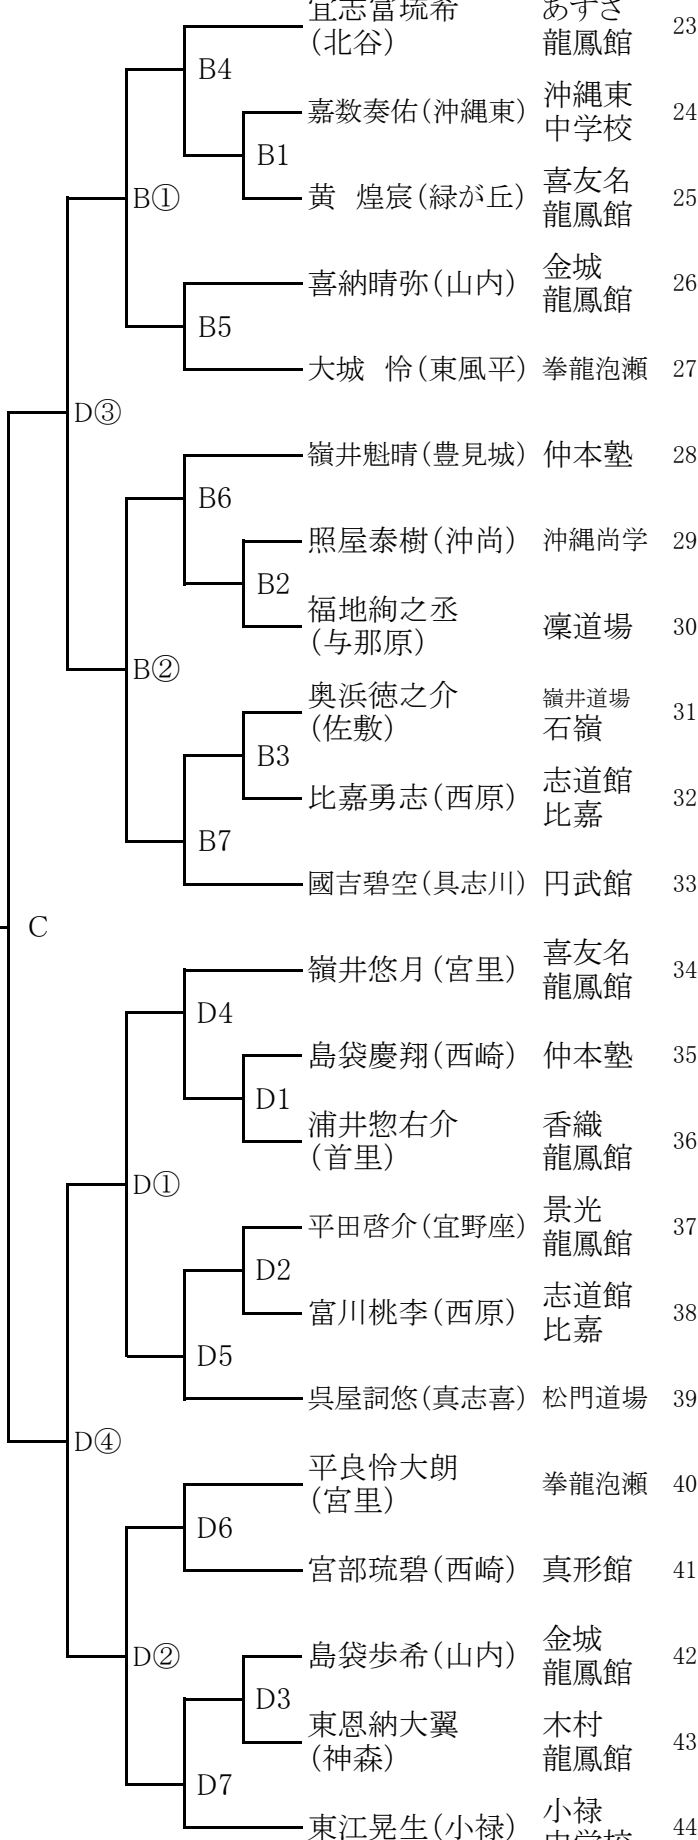 宜志富琉希 あずさ 23
(北谷) 龍鳳館
B4
嘉数奏佑(沖縄東) 沖縄東 24
中学校
B1
B①
黄 煌宸(緑が丘) 喜友名 25
龍鳳館
喜納晴弥(山内) 金城 26
龍鳳館
B5
大城 怜(東風平) 拳龍泡瀬 27
D③
嶺井魁晴(豊見城) 仲本塾 28
B6
照屋泰樹(沖尚) 沖縄尚学 29
B2
福地絢之丞 凜道場 30
(与那原)
B②
奥浜徳之介 嶺井道場 31
(佐敷) 石嶺
B3
比嘉勇志(西原) 志道館 32
比嘉
B7
國吉碧空(具志川) 円武館 33
C
嶺井悠月(宮里) 喜友名 34
龍鳳館
D4
島袋慶翔(西崎) 仲本塾 35
D1
浦井惣右介 香織 36
(首里) 龍鳳館
D①
平田啓介(宜野座) 景光 37
龍鳳館
D2
富川桃李(西原) 志道館 38
比嘉
D5
呉屋詞悠(真志喜) 松門道場 39
D④
平良怜大朗 拳龍泡瀬 40
(宮里)
D6
宮部琉碧(西崎) 真形館 41
D②
島袋歩希(山内) 金城 42
龍鳳館
D3
東恩納大翼 木村 43
(神森) 龍鳳館
D7
東江晃生(小禄) 小禄 44
中学校